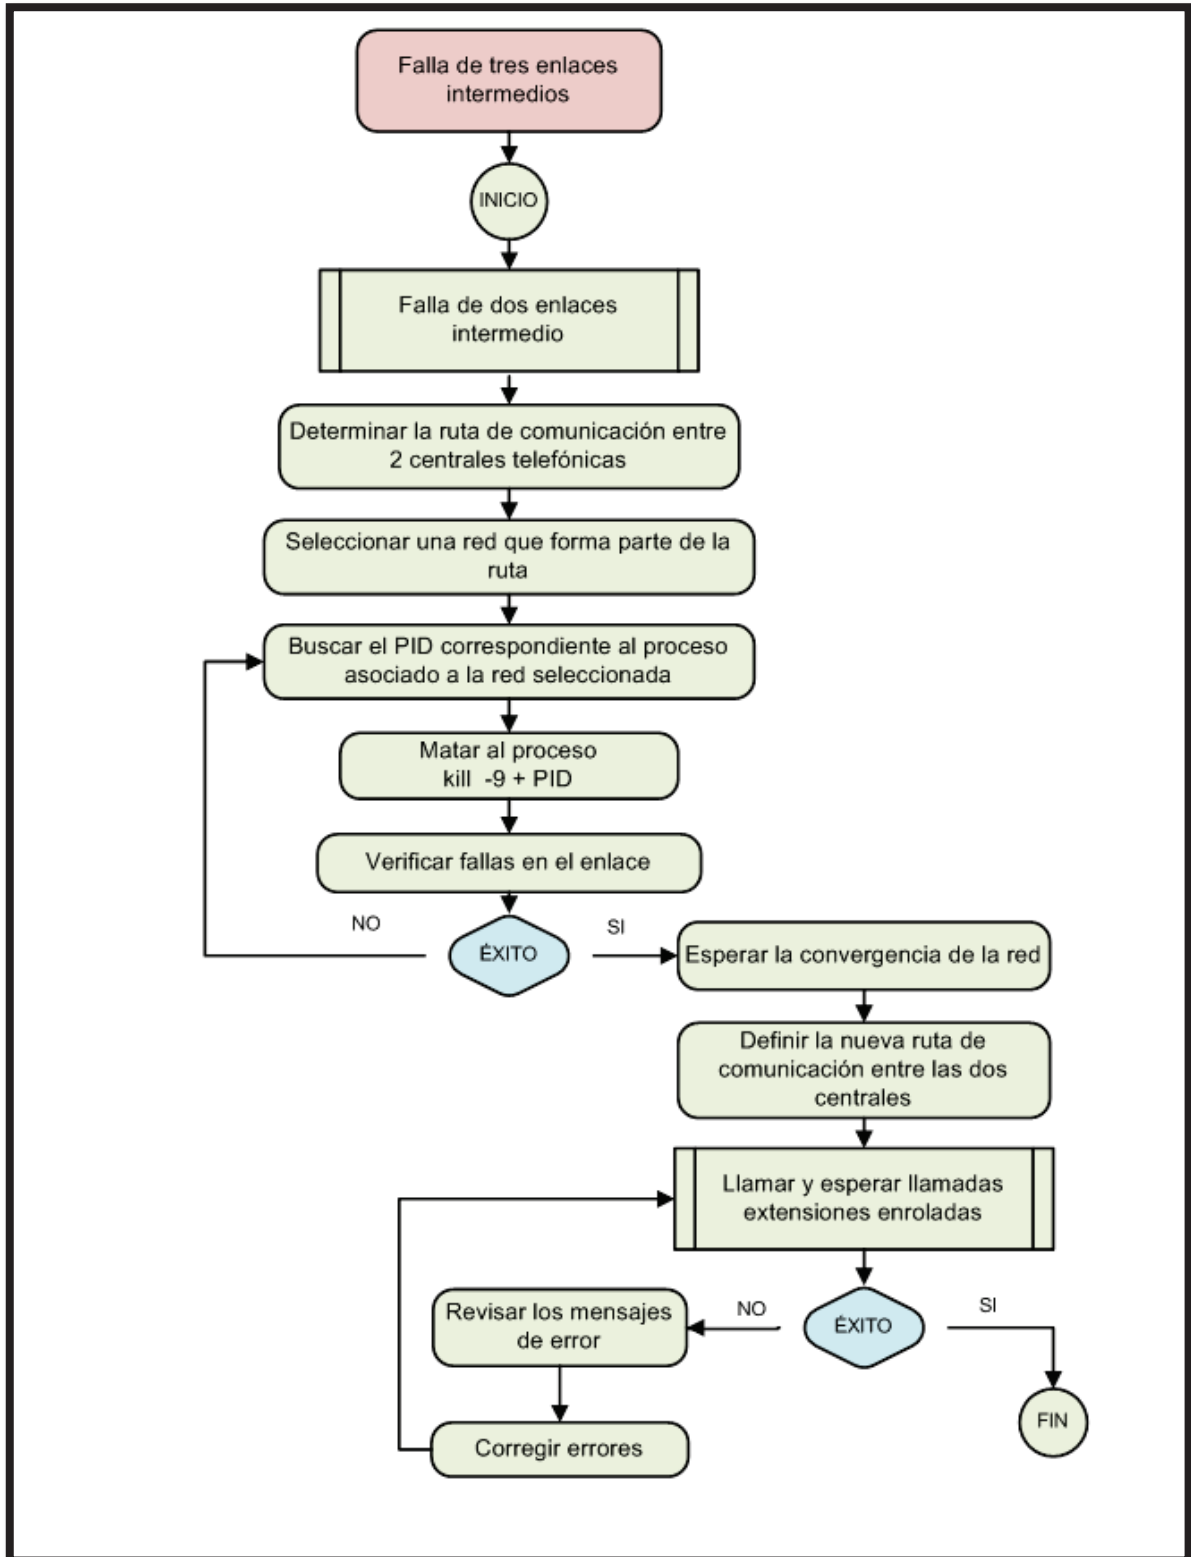 Falla de tres enlaces
intermedios
INICIO
Falla de dos enlaces
intermedio
Determinar la ruta de comunicación entre
2 centrales telefónicas
Seleccionar una red que forma parte de la
ruta
Buscar el PID correspondiente al proceso
asociado a la red seleccionada
Matar al proceso
kill -9 + PID
Verificar fallas en el enlace
NO
ÉXITO
SI
Esperar la convergencia de la red
Definir la nueva ruta de
comunicación entre las dos
centrales
Llamar y esperar llamadas
extensiones enroladas
Revisar los mensajes
de error
NO
ÉXITO
SI
FIN
Corregir errores